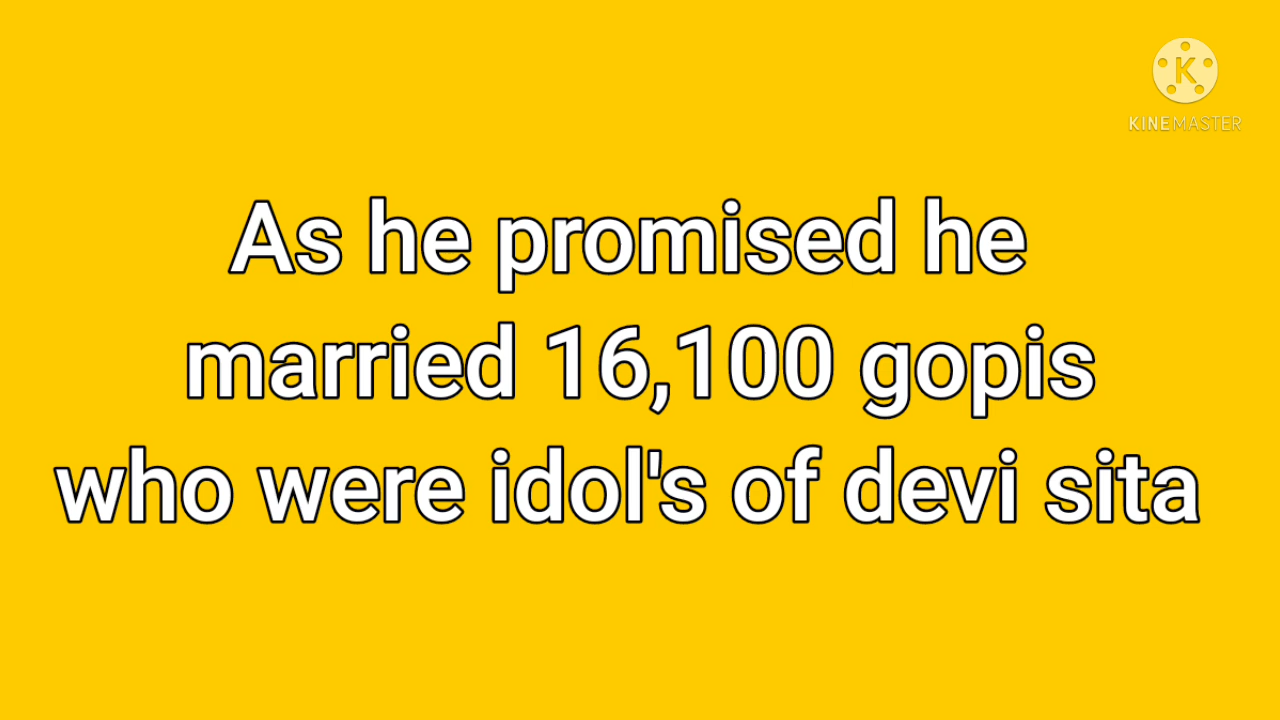 K
KINEMASTER
As he promised he
married 16,100 gopis
who were idol's of devi sita